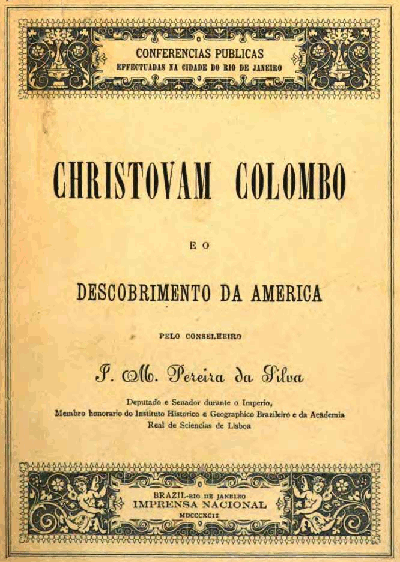 CONFERENCIAS PUBLICAS
EFFECTUADAS NA CIDADE DO RIO DE JANEIRO
CHRISTOVAM COLOMBO
E O
DESCOBRIMENTO DA AMERICA
PELO CONSELHEIRO
J. M. Pereira da Silva
Deputado e Senador durante o Imperio,
Membro honorario do Instituto Historico e Geographico Brazileiro e da Academia
Real de Sciencias de Lisboa
BRAZIL-RIO DE JANEIRO
IMPRENSA NACIONAL
MDCCCXCII